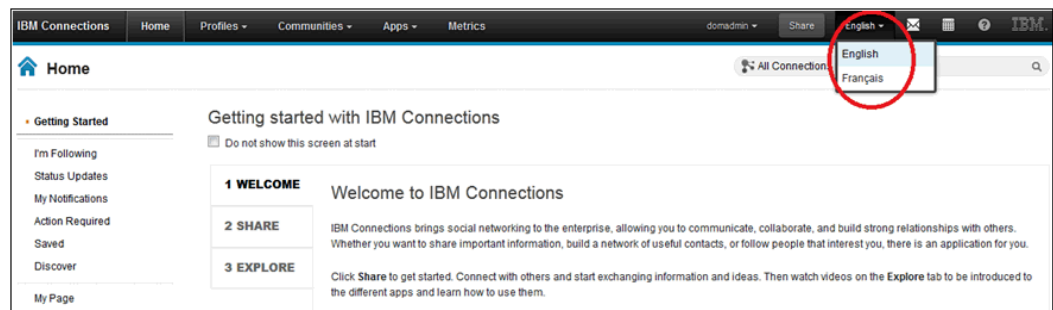 IBM Connections Home Profiles Communities Apps Metrics domadmin Share English IBM.
Home
All Connection
English
Français
Getting Started
I'm Following
Status Updates
My Notifications
Action Required
Saved
Discover
My Page
Getting started with IBM Connections
Do not show this screen at start
1 WELCOME
2 SHARE
3 EXPLORE
Welcome to IBM Connections
IBM Connections brings social networking to the enterprise, allowing you to communicate, collaborate, and build strong relationships with others.
Whether you want to share important information, build a network of useful contacts, or follow people that interest you, there is an application for you.
Click Share to get started. Connect with others and start exchanging information and ideas. Then watch videos on the Explore tab to be introduced to
the different apps and learn how to use them.